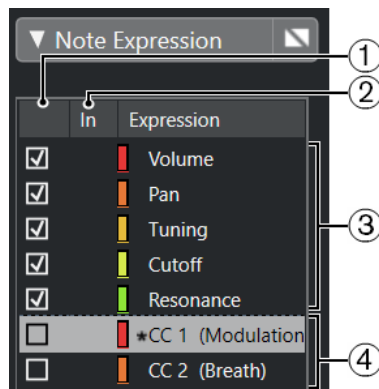 ▼ Note Expression
①
②
In Expression
Volume
Pan
Tuning
③
Cutoff
Resonance
*CC 1 (Modulation
④
CC 2 (Breath)